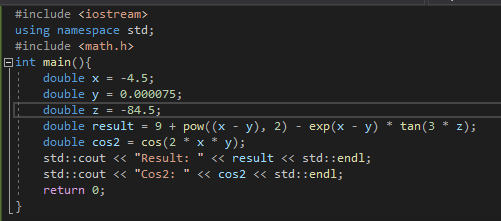 #include <iostream>
using namespace std;
#include <math.h>
int main(){
    double x = -4.5;
    double y = 0.000075;
    double z = -84.5;
    double result = 9 + pow((x - y), 2) - exp(x - y) * tan(3 * z);
    double cos2 = cos(2 * x * y);
    std::cout << "Result: " << result << std::endl;
    std::cout << "Cos2: " << cos2 << std::endl;
    return 0;
}